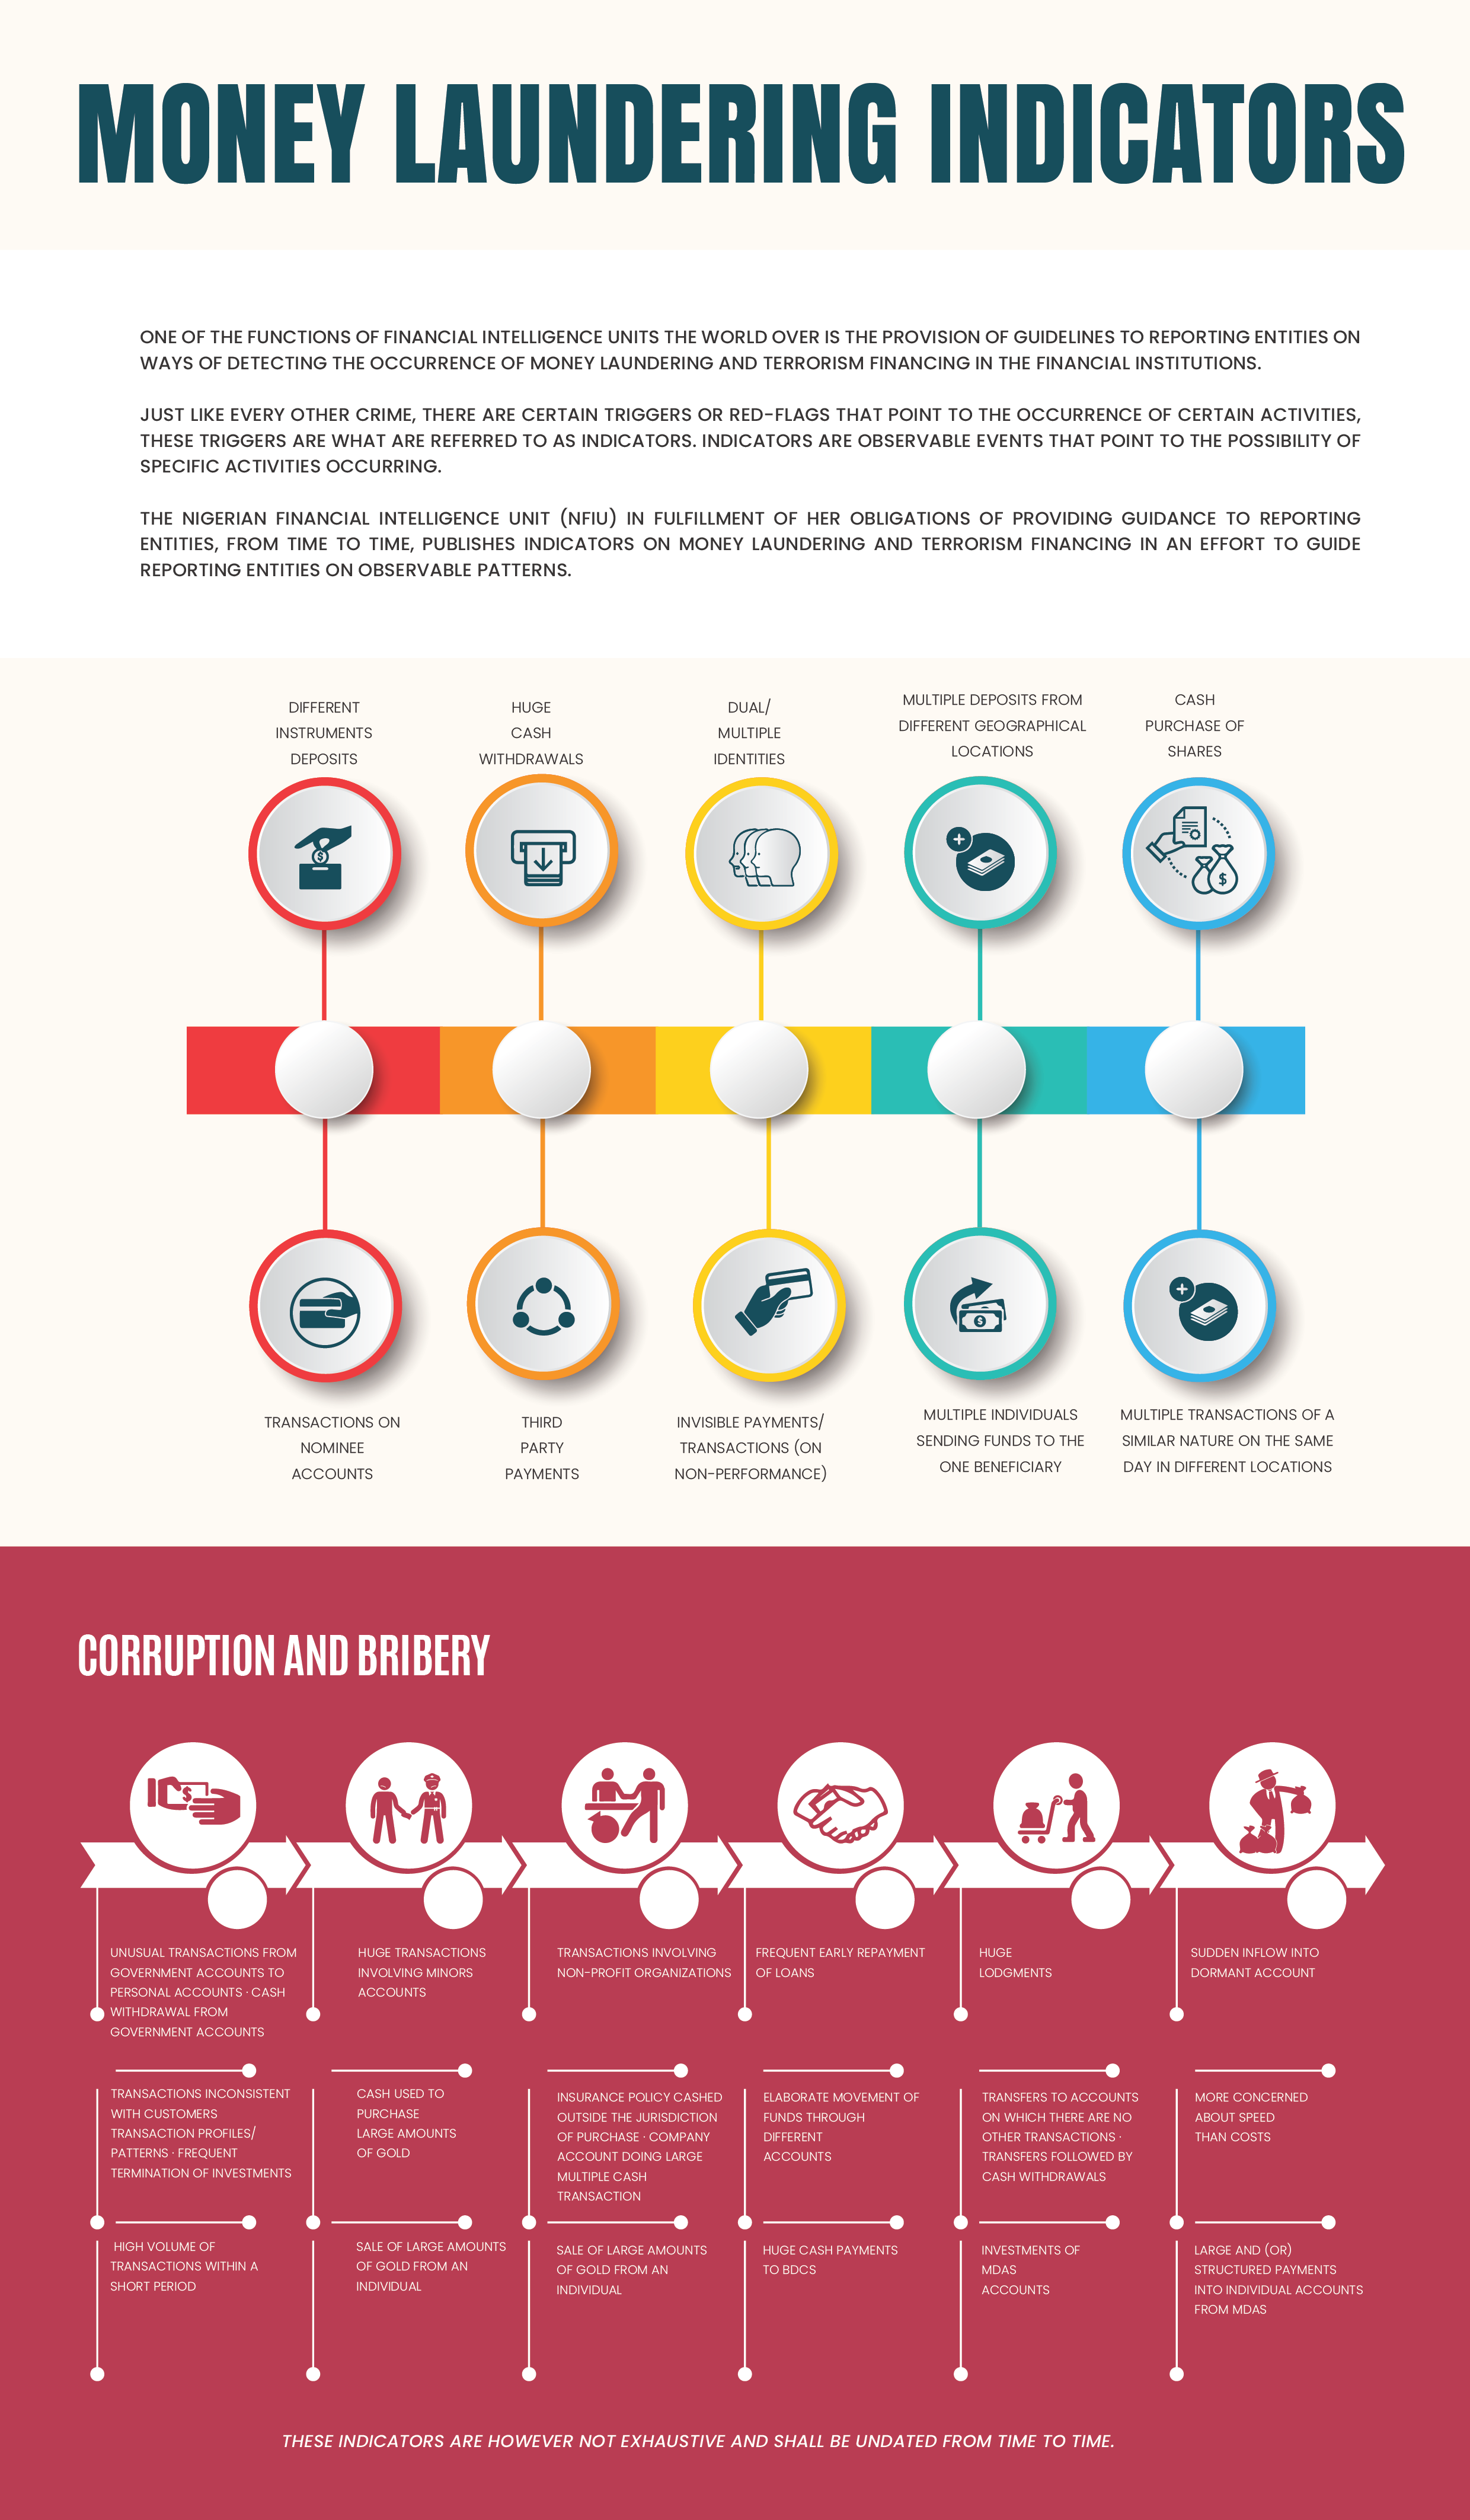 MONEY LAUNDERING INDICATORS
ONE OF THE FUNCTIONS OF FINANCIAL INTELLIGENCE UNITS THE WORLD OVER IS THE PROVISION OF GUIDELINES TO REPORTING ENTITIES ON
WAYS OF DETECTING THE OCCURRENCE OF MONEY LAUNDERING AND TERRORISM FINANCING IN THE FINANCIAL INSTITUTIONS.
JUST LIKE EVERY OTHER CRIME, THERE ARE CERTAIN TRIGGERS OR RED-FLAGS THAT POINT TO THE OCCURRENCE OF CERTAIN ACTIVITIES,
THESE TRIGGERS ARE WHAT ARE REFERRED TO AS INDICATORS. INDICATORS ARE OBSERVABLE EVENTS THAT POINT TO THE POSSIBILITY OF
SPECIFIC ACTIVITIES OCCURRING.
THE NIGERIAN FINANCIAL INTELLIGENCE UNIT (NFIU) IN FULFILLMENT OF HER OBLIGATIONS OF PROVIDING GUIDANCE TO REPORTING
ENTITIES, FROM TIME TO TIME, PUBLISHES INDICATORS ON MONEY LAUNDERING AND TERRORISM FINANCING IN AN EFFORT TO GUIDE
REPORTING ENTITIES ON OBSERVABLE PATTERNS.
DIFFERENT
INSTRUMENTS
DEPOSITS
HUGE
CASH
WITHDRAWALS
DUAL/
MULTIPLE
IDENTITIES
MULTIPLE DEPOSITS FROM
DIFFERENT GEOGRAPHICAL
LOCATIONS
CASH
PURCHASE OF
SHARES
TRANSACTIONS ON
NOMINEE
ACCOUNTS
THIRD
PARTY
PAYMENTS
INVISIBLE PAYMENTS/
TRANSACTIONS (ON
NON-PERFORMANCE)
MULTIPLE INDIVIDUALS
SENDING FUNDS TO THE
ONE BENEFICIARY
MULTIPLE TRANSACTIONS OF A
SIMILAR NATURE ON THE SAME
DAY IN DIFFERENT LOCATIONS
CORRUPTION AND BRIBERY
UNUSUAL TRANSACTIONS FROM
GOVERNMENT ACCOUNTS TO
PERSONAL ACCOUNTS · CASH
WITHDRAWAL FROM
GOVERNMENT ACCOUNTS
HUGE TRANSACTIONS
INVOLVING MINORS
ACCOUNTS
TRANSACTIONS INVOLVING
NON-PROFIT ORGANIZATIONS
FREQUENT EARLY REPAYMENT
OF LOANS
HUGE
LODGMENTS
SUDDEN INFLOW INTO
DORMANT ACCOUNT
TRANSACTIONS INCONSISTENT
WITH CUSTOMERS
TRANSACTION PROFILES/
PATTERNS · FREQUENT
TERMINATION OF INVESTMENTS
CASH USED TO
PURCHASE
LARGE AMOUNTS
OF GOLD
INSURANCE POLICY CASHED
OUTSIDE THE JURISDICTION
OF PURCHASE · COMPANY
ACCOUNT DOING LARGE
MULTIPLE CASH
TRANSACTION
ELABORATE MOVEMENT OF
FUNDS THROUGH
DIFFERENT
ACCOUNTS
TRANSFERS TO ACCOUNTS
ON WHICH THERE ARE NO
OTHER TRANSACTIONS ·
TRANSFERS FOLLOWED BY
CASH WITHDRAWALS
MORE CONCERNED
ABOUT SPEED
THAN COSTS
HIGH VOLUME OF
TRANSACTIONS WITHIN A
SHORT PERIOD
SALE OF LARGE AMOUNTS
OF GOLD FROM AN
INDIVIDUAL
SALE OF LARGE AMOUNTS
OF GOLD FROM AN
INDIVIDUAL
HUGE CASH PAYMENTS
TO BDCS
INVESTMENTS OF
MDAS
ACCOUNTS
LARGE AND (OR)
STRUCTURED PAYMENTS
INTO INDIVIDUAL ACCOUNTS
FROM MDAS
THESE INDICATORS ARE HOWEVER NOT EXHAUSTIVE AND SHALL BE UNDATED FROM TIME TO TIME.